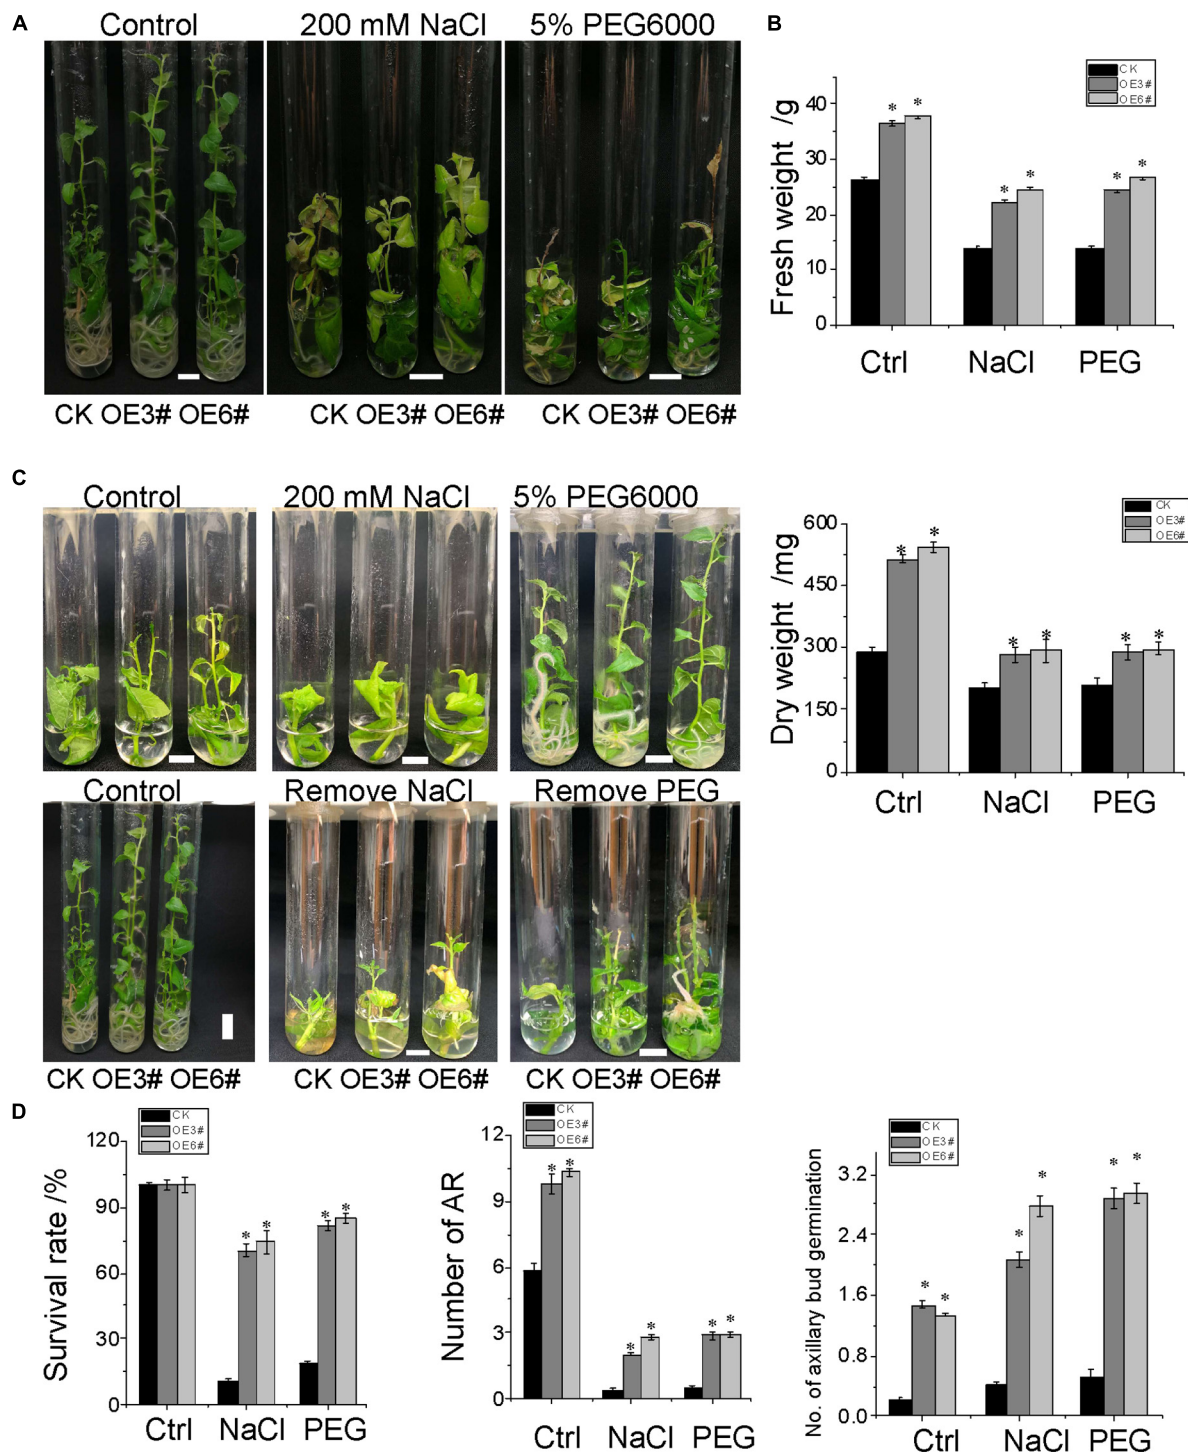 A
Control 200 mM NaCl 5% PEG6000
CK OE3# OE6# CK OE3# OE6# CK OE3# OE6#
B
CK
OE3#
OE6#
Fresh weight /g
40
30
20
10
0
Ctrl NaCl PEG
CK
OE3#
OE6#
Dry weight /mg
600
450
300
150
0
Ctrl NaCl PEG
C
Control 200 mM NaCl 5% PEG6000
Control Remove NaCl Remove PEG
CK OE3# OE6# CK OE3# OE6# CK OE3# OE6#
D
CK
OE3#
OE6#
Survival rate /%
120
90
60
30
0
Ctrl NaCl PEG
CK
OE3#
OE6#
Number of AR
12
9
6
3
0
Ctrl NaCl PEG
CK
OE3#
OE6#
No. of axillary bud germination
3.2
2.4
1.6
0.8
0.0
Ctrl NaCl PEG